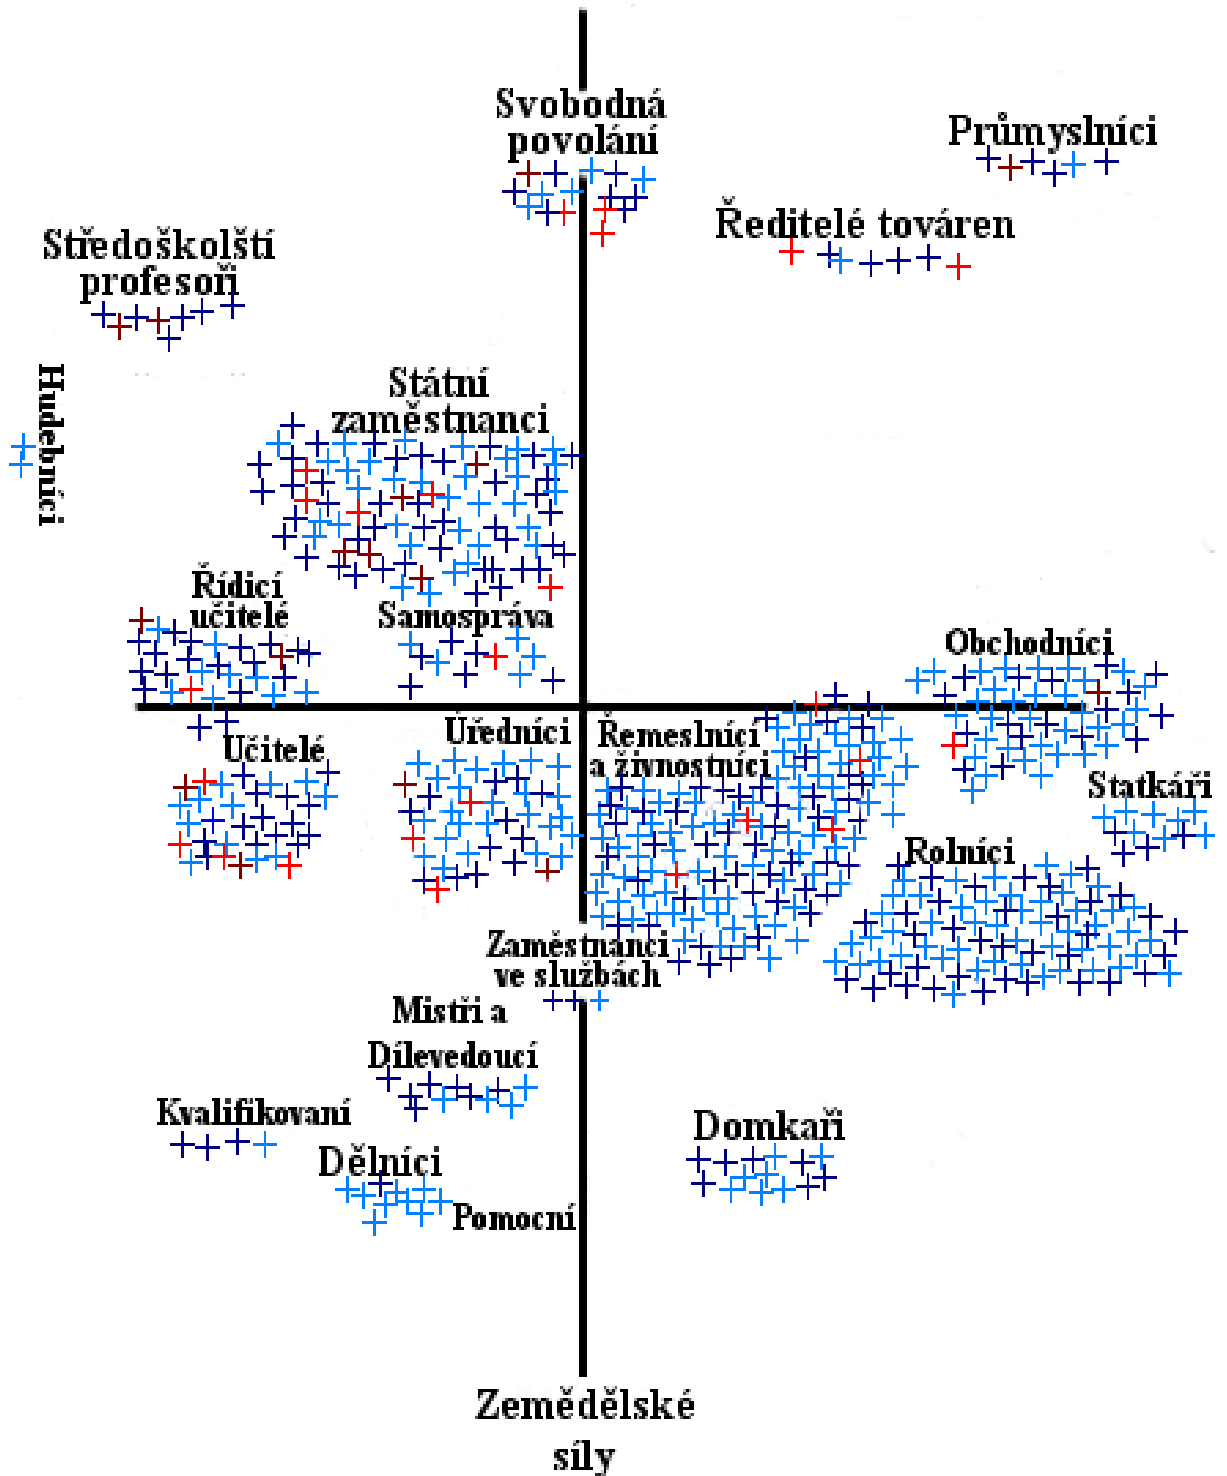 Svobodná
povolání
Průmyslníci
Ředitelé továren
Středoškolští
profesoři
Hudebníci
Státní
zaměstnanci
Řídicí
učitelé
Samospráva
Obchodníci
Učitelé
Úředníci
Řemeslníci
a živnostníci
Statkáři
Rolníci
Zaměstnanci
ve službách
Mistři a
Dílevedoucí
Kvalifikovaní
Dělníci
Pomocní
Domkaři
Zemědělské
síly